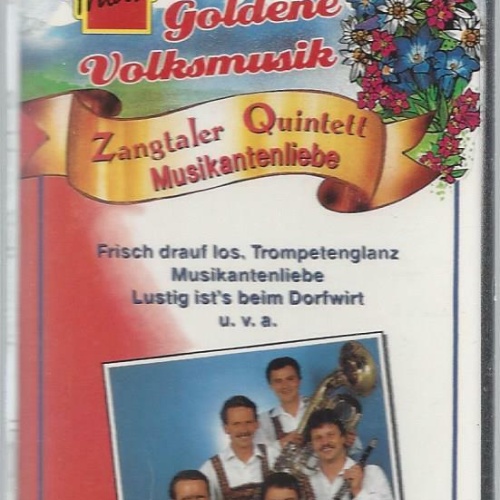 Goldene
Volksmusik
Zangtaler Quintett
Musikantenliebe
Frisch drauf los, Trompetenglanz
Musikantenliebe
Lustig ist's beim Dorfwirt
u. v. a.